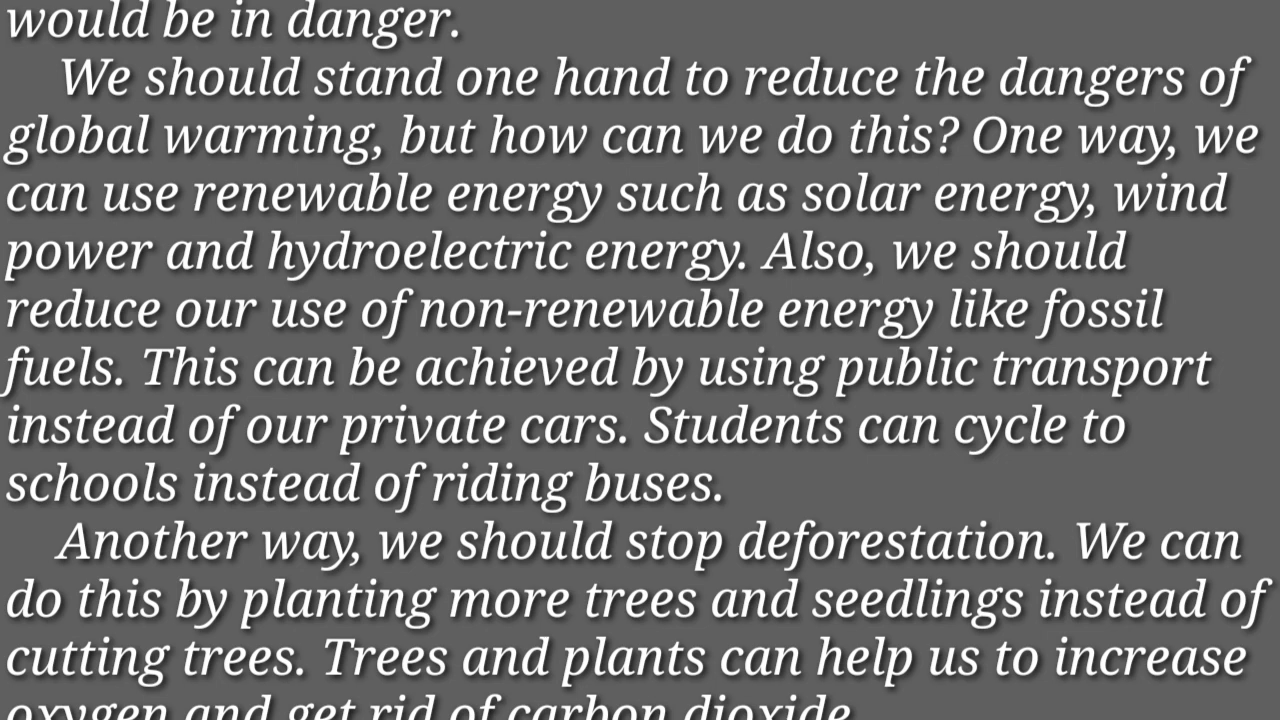 would be in danger.
We should stand one hand to reduce the dangers of
global warming, but how can we do this? One way, we
can use renewable energy such as solar energy, wind
power and hydroelectric energy. Also, we should
reduce our use of non-renewable energy like fossil
fuels. This can be achieved by using public transport
instead of our private cars. Students can cycle to
schools instead of riding buses.
Another way, we should stop deforestation. We can
do this by planting more trees and seedlings instead of
cutting trees. Trees and plants can help us to increase
oxygen and get rid of carbon dioxide